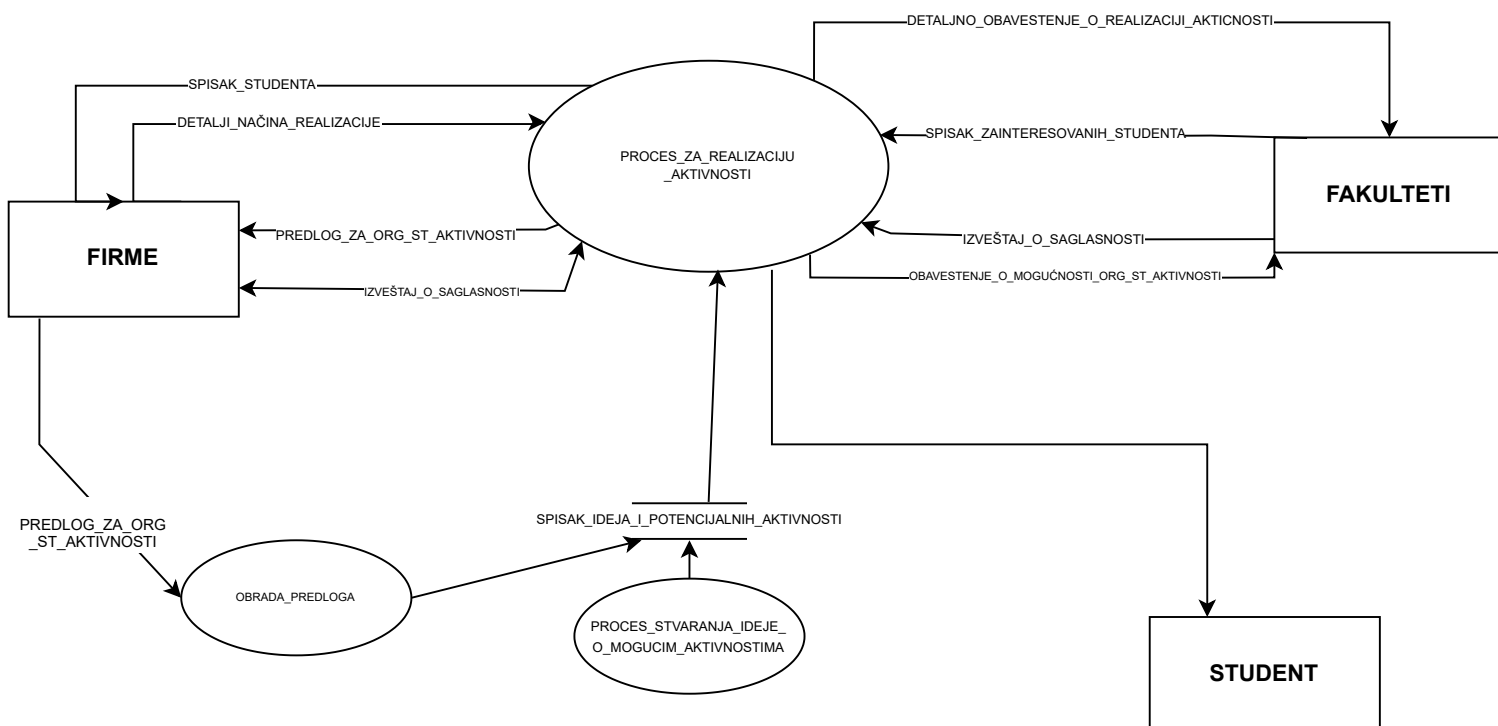 DETALJNO_OBAVESTENJE_O_REALIZACIJI_AKTICNOSTI
SPISAK_STUDENTA
DETALJI_NAČINA_REALIZACIJE
SPISAK_ZAINTERESOVANIH_STUDENTA
PROCES_ZA_REALIZACIJU
_AKTIVNOSTI
FAKULTETI
PREDLOG_ZA_ORG_ST_AKTIVNOSTI
IZVEŠTAJ_O_SAGLASNOSTI
FIRME
OBAVESTENJE_O_MOGUĆNOSTI_ORG_ST_AKTIVNOSTI
IZVEŠTAJ_O_SAGLASNOSTI
SPISAK_IDEJA_I_POTENCIJALNIH_AKTIVNOSTI
PREDLOG_ZA_ORG
_ST_AKTIVNOSTI
OBRADA_PREDLOGA
PROCES_STVARANJA_IDEJE_
O_MOGUCIM_AKTIVNOSTIMA
STUDENT